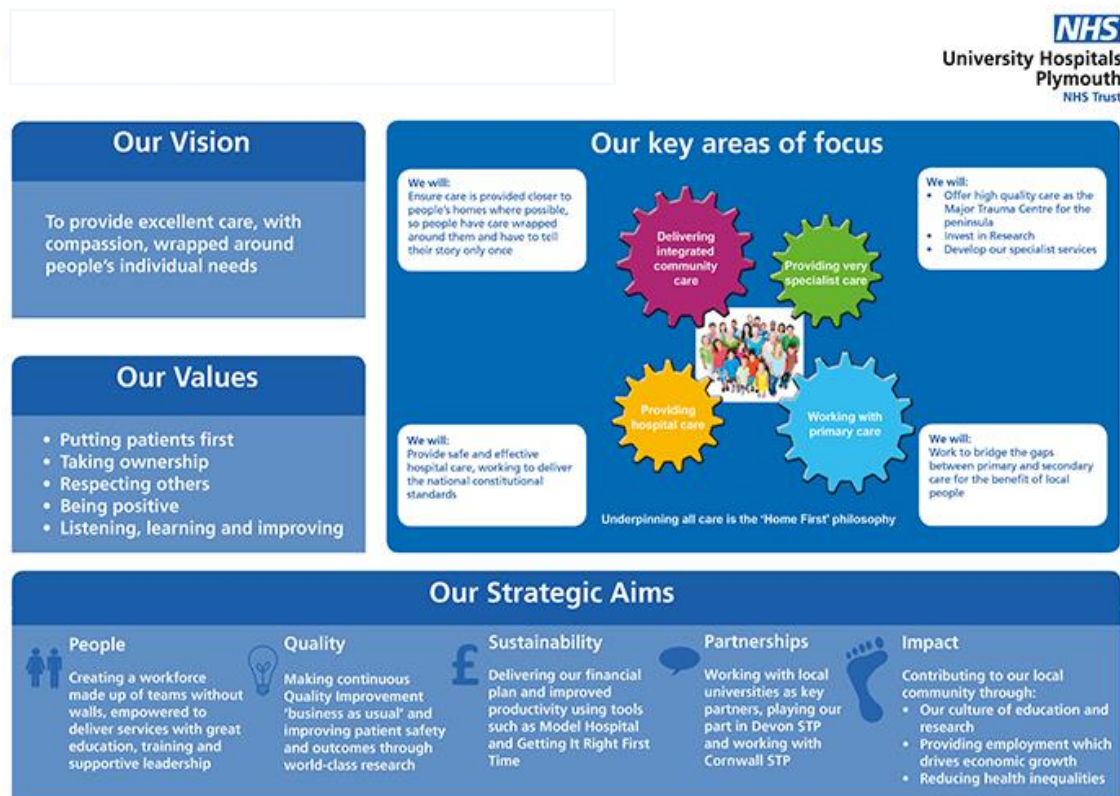 NHS
University Hospitals
Plymouth
NHS Trust
Our Vision
To provide excellent care, with
compassion, wrapped around
people's individual needs
Our Values
• Putting patients first
• Taking ownership
• Respecting others
• Being positive
• Listening, learning and improving
Our key areas of focus
We will:
Ensure care is provided closer to
people's homes where possible,
so people have care wrapped
around them and have to tell
their story only once
Delivering
integrated
community
care
Providing very
specialist care
We will:
• Offer high quality care as the
Major Trauma Centre for the
peninsula
• Invest in Research
• Develop our specialist services
We will:
Provide safe and effective
hospital care, working to deliver
the national constitutional
standards
Providing
hospital care
Working with
primary care
We will:
Work to bridge the gaps
between primary and secondary
care for the benefit of local
people
Underpinning all care is the 'Home First' philosophy
Our Strategic Aims
People
Creating a workforce
made up of teams without
walls, empowered to
deliver services with great
education, training and
supportive leadership
Quality
Making continuous
Quality Improvement
'business as usual' and
improving patient safety
and outcomes through
world-class research
£
Sustainability
Delivering our financial
plan and improved
productivity using tools
such as Model Hospital
and Getting It Right First
Time
Partnerships
Working with local
universities as key
partners, playing our
part in Devon STP
and working with
Cornwall STP
Impact
Contributing to our local
community through:
• Our culture of education and
research
• Providing employment which
drives economic growth
• Reducing health inequalities